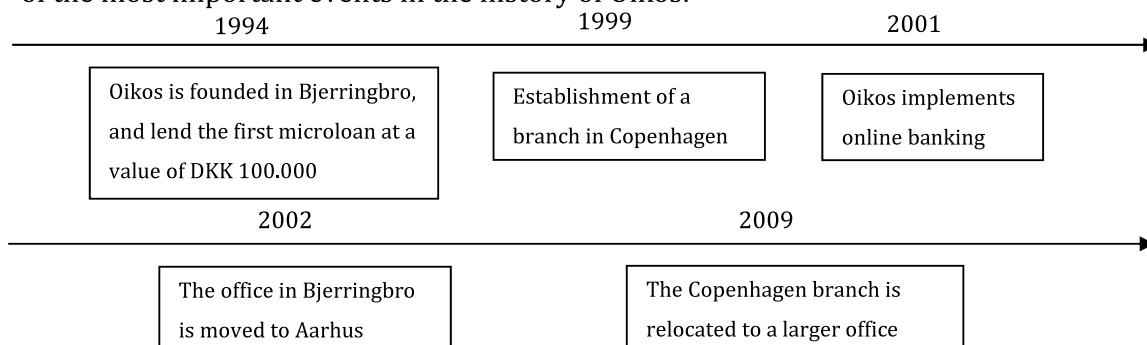 of the most important events in the history of Oikos.
1994 1999 2001
Oikos is founded in Bjerringbro,
and lend the first microloan at a
value of DKK 100.000
Establishment of a
branch in Copenhagen
Oikos implements
online banking
2002 2009
The office in Bjerringbro
is moved to Aarhus
The Copenhagen branch is
relocated to a larger office